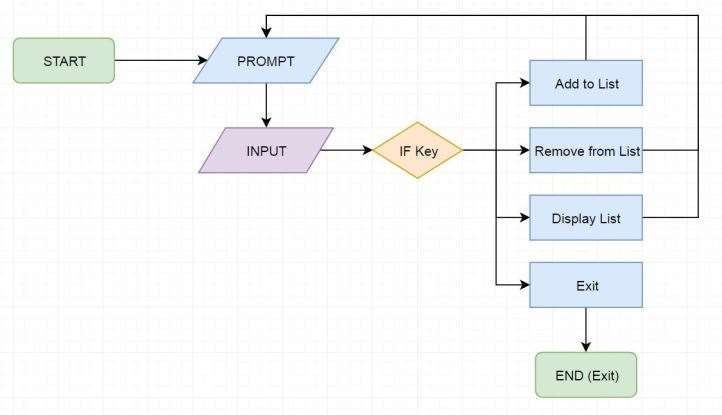 START
PROMPT
Add to List
INPUT
IF Key
Remove from List
Display List
Exit
END (Exit)